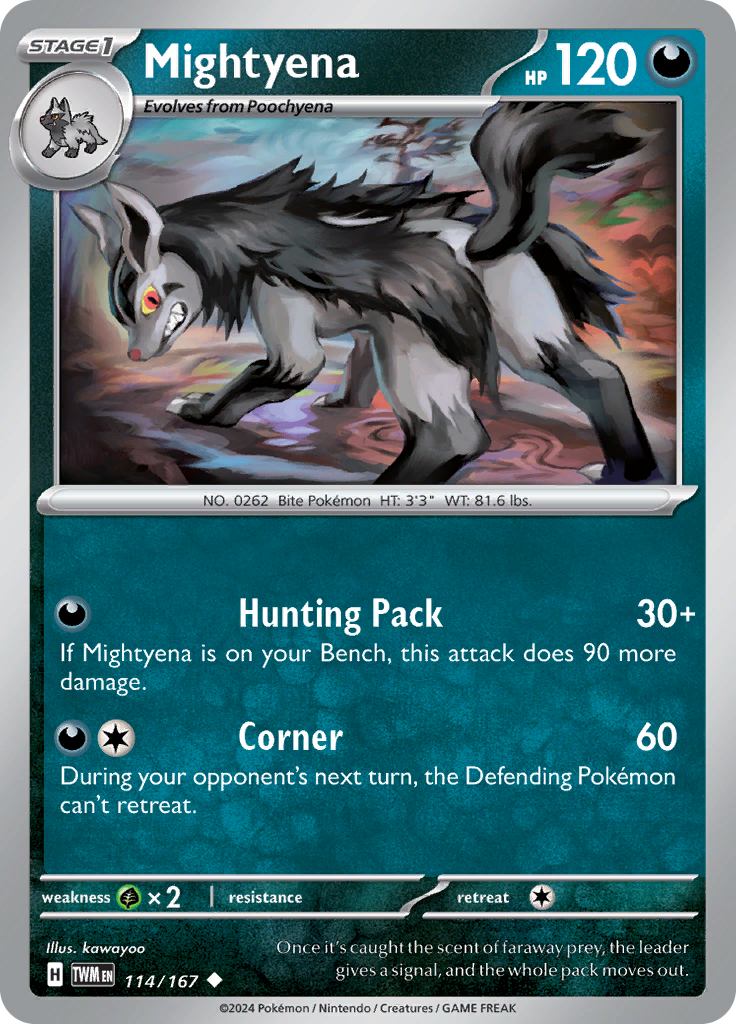 STAGE1
Mightyena
HP 120
Evolves from Poochyena
NO. 0262 Bite Pokémon HT: 3'3" WT: 81.6 lbs.
Hunting Pack 30+
If Mightyena is on your Bench, this attack does 90 more
damage.
Corner 60
During your opponent's next turn, the Defending Pokémon
can't retreat.
weakness ×2 resistance retreat
Illus. kawayoo
Once it's caught the scent of faraway prey, the leader
gives a signal, and the whole pack moves out.
H TWM EN 114/167
©2024 Pokémon / Nintendo / Creatures / GAME FREAK